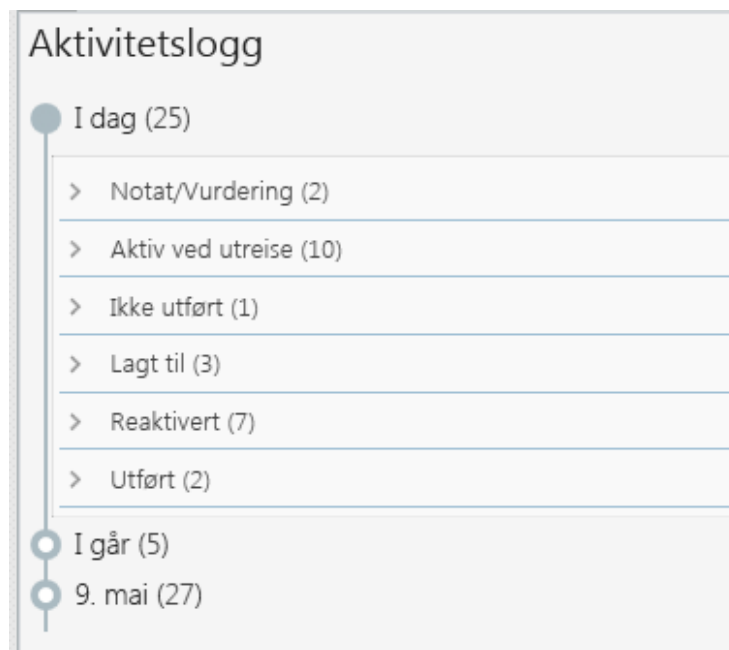 Aktivitetslogg
I dag (25)
Notat/Vurdering (2)
Aktiv ved utreise (10)
Ikke utført (1)
Lagt til (3)
Reaktivert (7)
Utført (2)
I går (5)
9. mai (27)